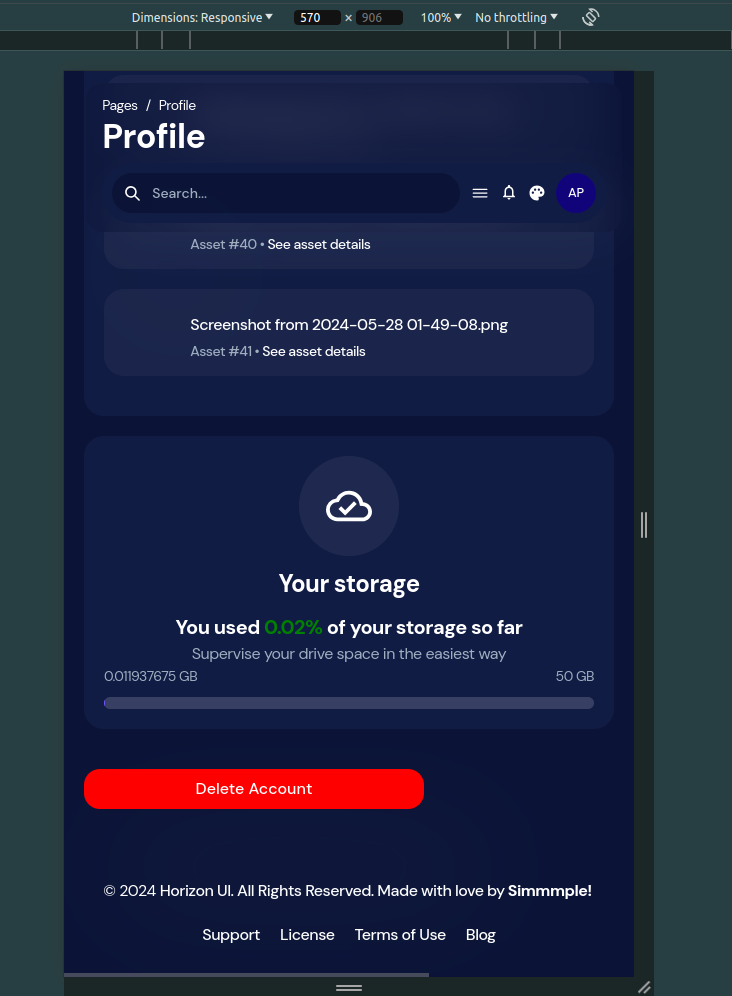 Dimensions: Responsive 570 × 906 100% No throttling
Pages / Profile
Profile
Search... AP
Asset #40 • See asset details
Screenshot from 2024-05-28 01-49-08.png
Asset #41 • See asset details
Your storage
You used 0.02% of your storage so far
Supervise your drive space in the easiest way
0.011937675 GB 50 GB
Delete Account
© 2024 Horizon UI. All Rights Reserved. Made with love by Simmmple!
Support License Terms of Use Blog